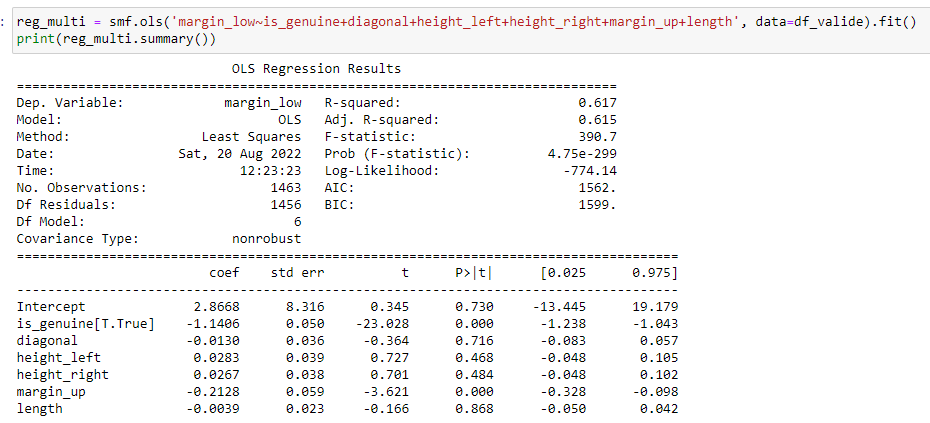 : reg_multi = smf.ols('margin_low~is_genuine+diagonal+height_left+height_right+margin_up+length', data=df_valide).fit()
print(reg_multi.summary())
OLS Regression Results
==============================================================================
Dep. Variable: margin_low R-squared: 0.617
Model: OLS Adj. R-squared: 0.615
Method: Least Squares F-statistic: 390.7
Date: Sat, 20 Aug 2022 Prob (F-statistic): 4.75e-299
Time: 12:23:23 Log-Likelihood: -774.14
No. Observations: 1463 AIC: 1562.
Df Residuals: 1456 BIC: 1599.
Df Model: 6
Covariance Type: nonrobust
======================================================================================
coef std err t P>|t| [0.025 0.975]
--------------------------------------------------------------------------------------
Intercept 2.8668 8.316 0.345 0.730 -13.445 19.179
is_genuine[T.True] -1.1406 0.050 -23.028 0.000 -1.238 -1.043
diagonal -0.0130 0.036 -0.364 0.716 -0.083 0.057
height_left 0.0283 0.039 0.727 0.468 -0.048 0.105
height_right 0.0267 0.038 0.701 0.484 -0.048 0.102
margin_up -0.2128 0.059 -3.621 0.000 -0.328 -0.098
length -0.0039 0.023 -0.166 0.868 -0.050 0.042